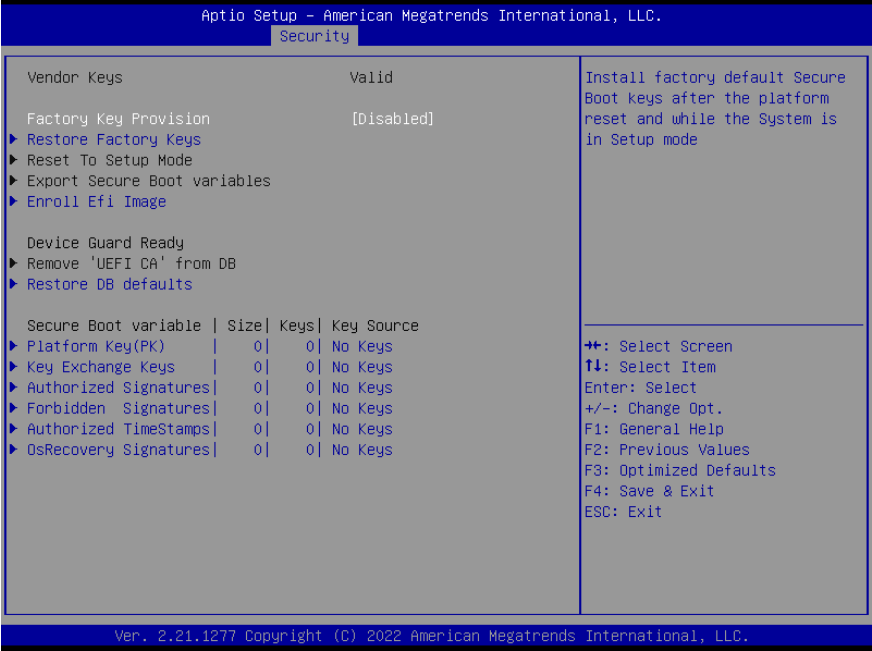 Aptio Setup – American Megatrends International, LLC.
Security
Vendor Keys Valid
Factory Key Provision [Disabled]
Restore Factory Keys
Reset To Setup Mode
Export Secure Boot variables
Enroll Efi Image
Device Guard Ready
Remove 'UEFI CA' from DB
Restore DB defaults
Secure Boot variable | Size| Keys| Key Source
Platform Key(PK) | 0| 0| No Keys
Key Exchange Keys | 0| 0| No Keys
Authorized Signatures| 0| 0| No Keys
Forbidden Signatures| 0| 0| No Keys
Authorized TimeStamps| 0| 0| No Keys
OsRecovery Signatures| 0| 0| No Keys
Install factory default Secure
Boot keys after the platform
reset and while the System is
in Setup mode
→←: Select Screen
↑↓: Select Item
Enter: Select
+/-: Change Opt.
F1: General Help
F2: Previous Values
F3: Optimized Defaults
F4: Save & Exit
ESC: Exit
Ver. 2.21.1277 Copyright (C) 2022 American Megatrends International, LLC.